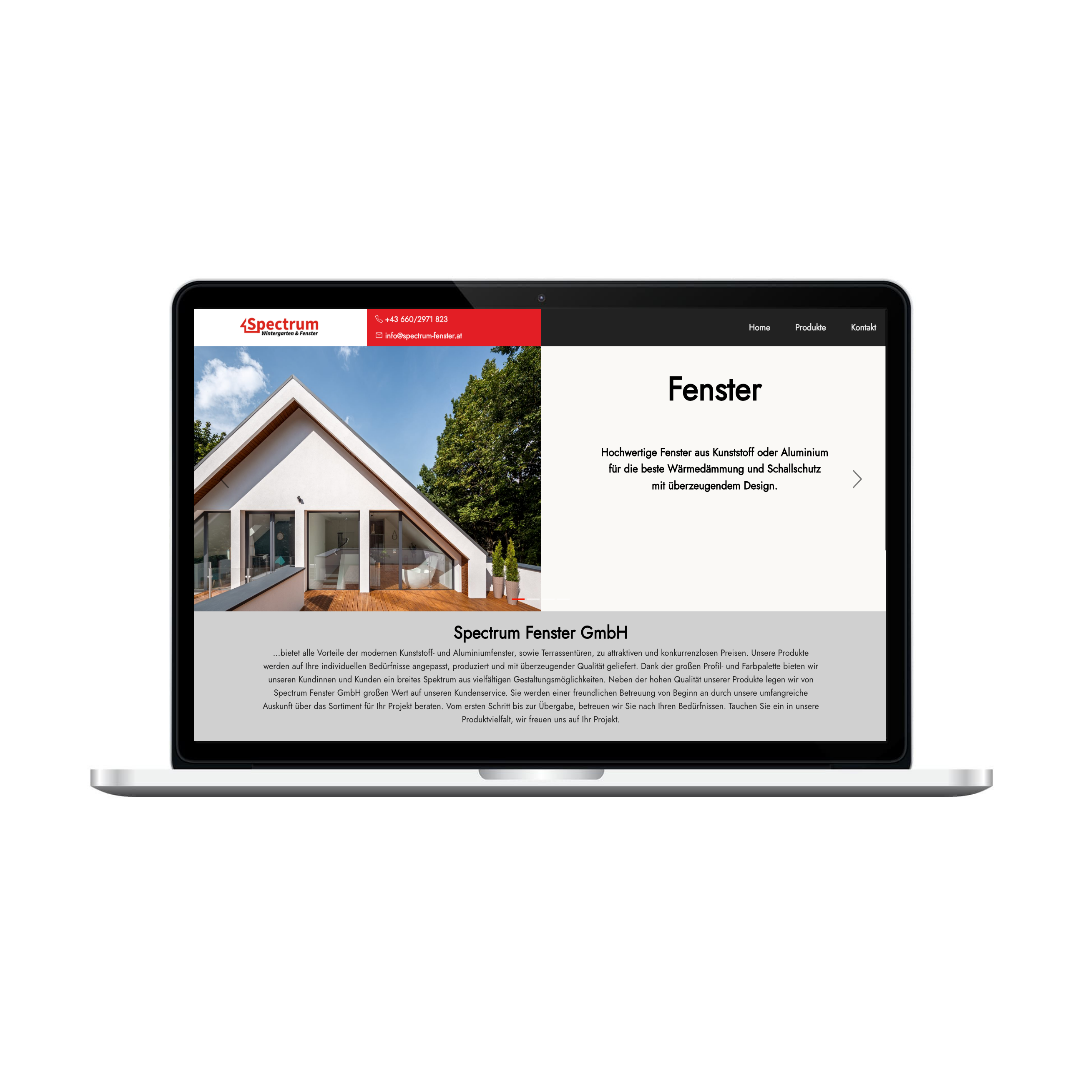 Spectrum
Wintergarten & Fenster
+43 660/2971 823
info@spectrum-fenster.at
Home Produkte Kontakt
Fenster
Hochwertige Fenster aus Kunststoff oder Aluminium
für die beste Wärmedämmung und Schallschutz
mit überzeugendem Design.
Spectrum Fenster GmbH
...bietet alle Vorteile der modernen Kunststoff- und Aluminiumfenster, sowie Terrassentüren, zu attraktiven und konkurrenzlosen Preisen. Unsere Produkte
werden auf Ihre individuellen Bedürfnisse angepasst, produziert und mit überzeugender Qualität geliefert. Dank der großen Profil- und Farbpalette bieten wir
unseren Kundinnen und Kunden ein breites Spektrum aus vielfältigen Gestaltungsmöglichkeiten. Neben der hohen Qualität unserer Produkte legen wir von
Spectrum Fenster GmbH großen Wert auf unseren Kundenservice. Sie werden einer freundlichen Betreuung von Beginn an durch unsere umfangreiche
Auskunft über das Sortiment für Ihr Projekt beraten. Vom ersten Schritt bis zur Übergabe, betreuen wir Sie nach Ihren Bedürfnissen. Tauchen Sie ein in unsere
Produktvielfalt, wir freuen uns auf Ihr Projekt.